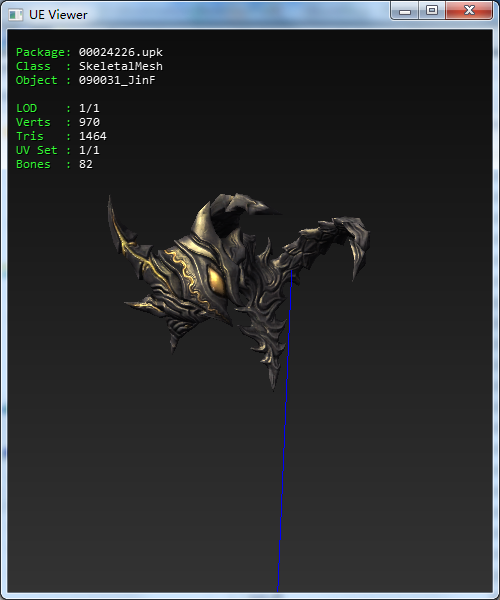 UE Viewer
Package: 00024226.upk
Class  : SkeletalMesh
Object : 090031_JinF
LOD    : 1/1
Verts  : 970
Tris   : 1464
UV Set : 1/1
Bones  : 82